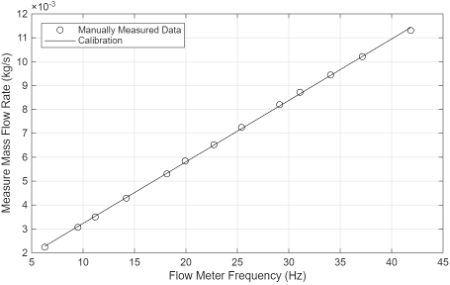 ×10⁻³
12
11
10
9
8
7
6
5
4
3
2
Measure Mass Flow Rate (kg/s)
Manually Measured Data
Calibration
5 10 15 20 25 30 35 40 45
Flow Meter Frequency (Hz)